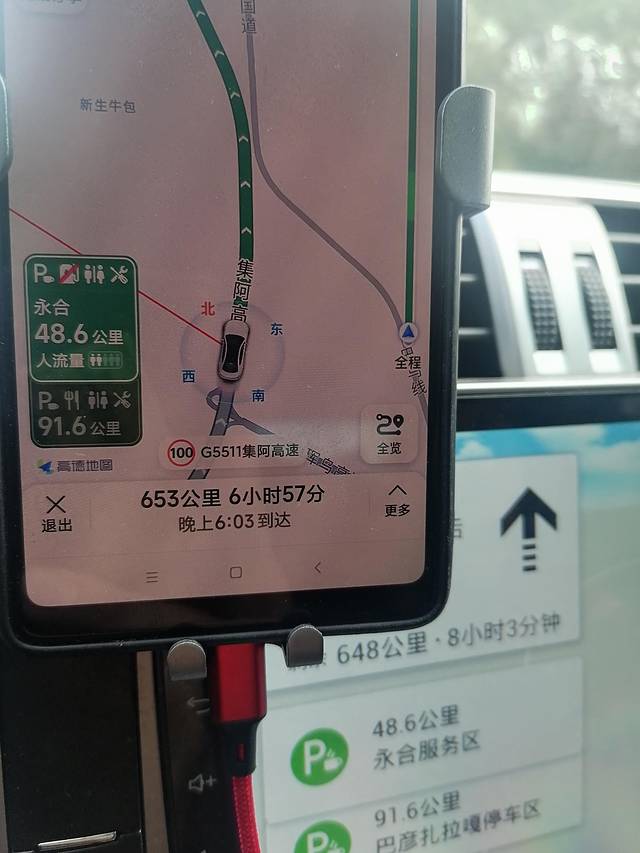 国道
新生牛包
集阿高
永合
48.6公里
人流量
91.6公里
北
东
西
南
全程
线
100 G5511集阿高速
全览
高德地图
退出
653公里 6小时57分
晚上6:03到达
更多
648公里·8小时3分钟
48.6公里
永合服务区
91.6公里
巴彦扎拉嘎停车区